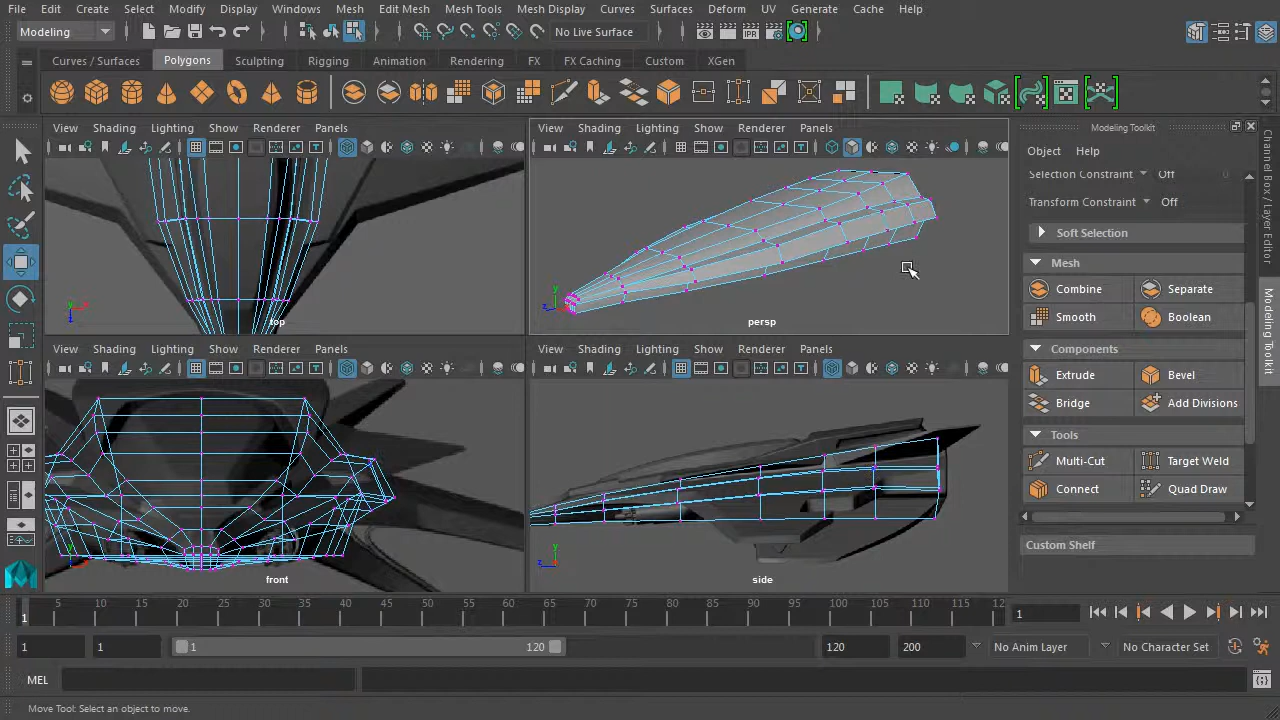 File Edit Create Select Modify Display Windows Mesh Edit Mesh Mesh Tools Mesh Display Curves Surfaces Deform UV Generate Cache Help
Modeling No Live Surface IPR
Curves / Surfaces Polygons Sculpting Rigging Animation Rendering FX FX Caching Custom XGen
View Shading Lighting Show Renderer Panels
View Shading Lighting Show Renderer Panels
Modeling Toolkit
Object Help
Selection Constraint Off 0
Transform Constraint Off
Soft Selection
Mesh
Combine Separate
Smooth Boolean
Components
Extrude Bevel
Bridge Add Divisions
Tools
Multi-Cut Target Weld
Connect Quad Draw
Custom Shelf
Channel Box / Layer Editor
Modeling Toolkit
y
z
top
y
z
persp
View Shading Lighting Show Renderer Panels
View Shading Lighting Show Renderer Panels
y
front
y
z
side
5 10 15 20 25 30 35 40 45 50 55 60 65 70 75 80 85 90 95 100 105 110 115 12
1 1
1 1 1 120 120 200 No Anim Layer No Character Set
MEL
Move Tool: Select an object to move.